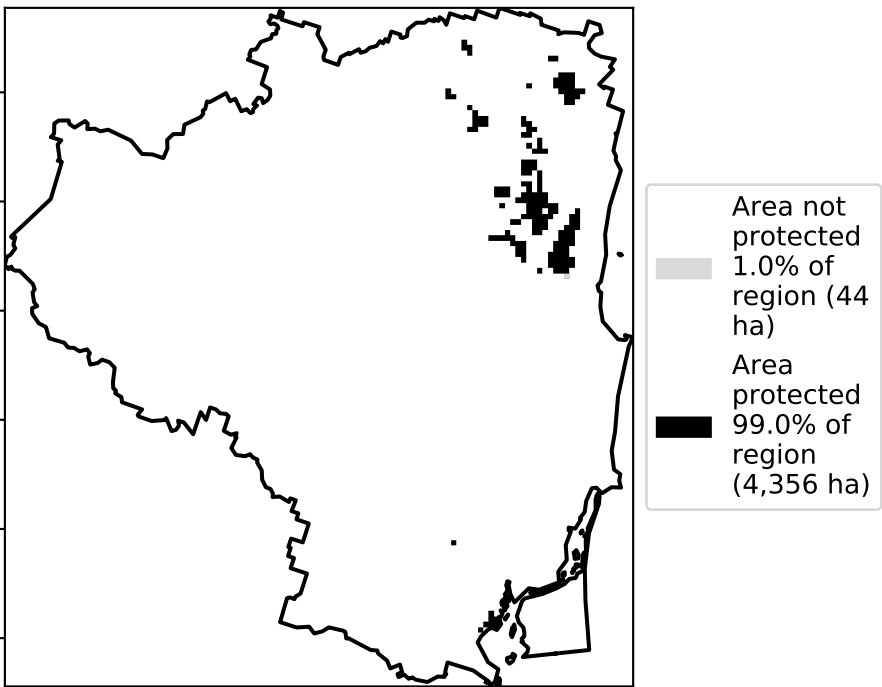 Area not
protected
1.0% of
region (44
ha)
Area
protected
99.0% of
region
(4,356 ha)